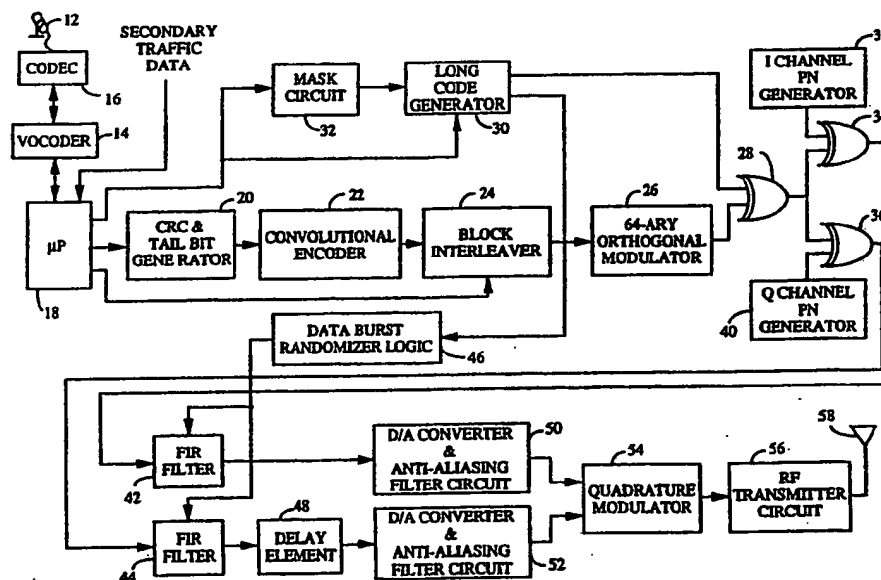 12
SECONDARY
TRAFFIC
DATA
CODEC
16
VOCODER
14
MASK
CIRCUIT
32
LONG
CODE
GENERATOR
30
I CHANNEL
PN
GENERATOR
28
20
22
24
26
µP
18
CRC &
TAIL BIT
GENERATOR
CONVOLUTIONAL
ENCODER
BLOCK
INTERLEAVER
64-ARY
ORTHOGONAL
MODULATOR
Q CHANNEL
PN
GENERATOR
40
DATA BURST
RANDOMIZER LOGIC
46
FIR
FILTER
42
D/A CONVERTER
&
ANTI-ALIASING
FILTER CIRCUIT
50
54
QUADRATURE
MODULATOR
56
RF
TRANSMITTER
CIRCUIT
58
FIR
FILTER
44
48
DELAY
ELEMENT
D/A CONVERTER
&
ANTI-ALIASING
FILTER CIRCUIT
52